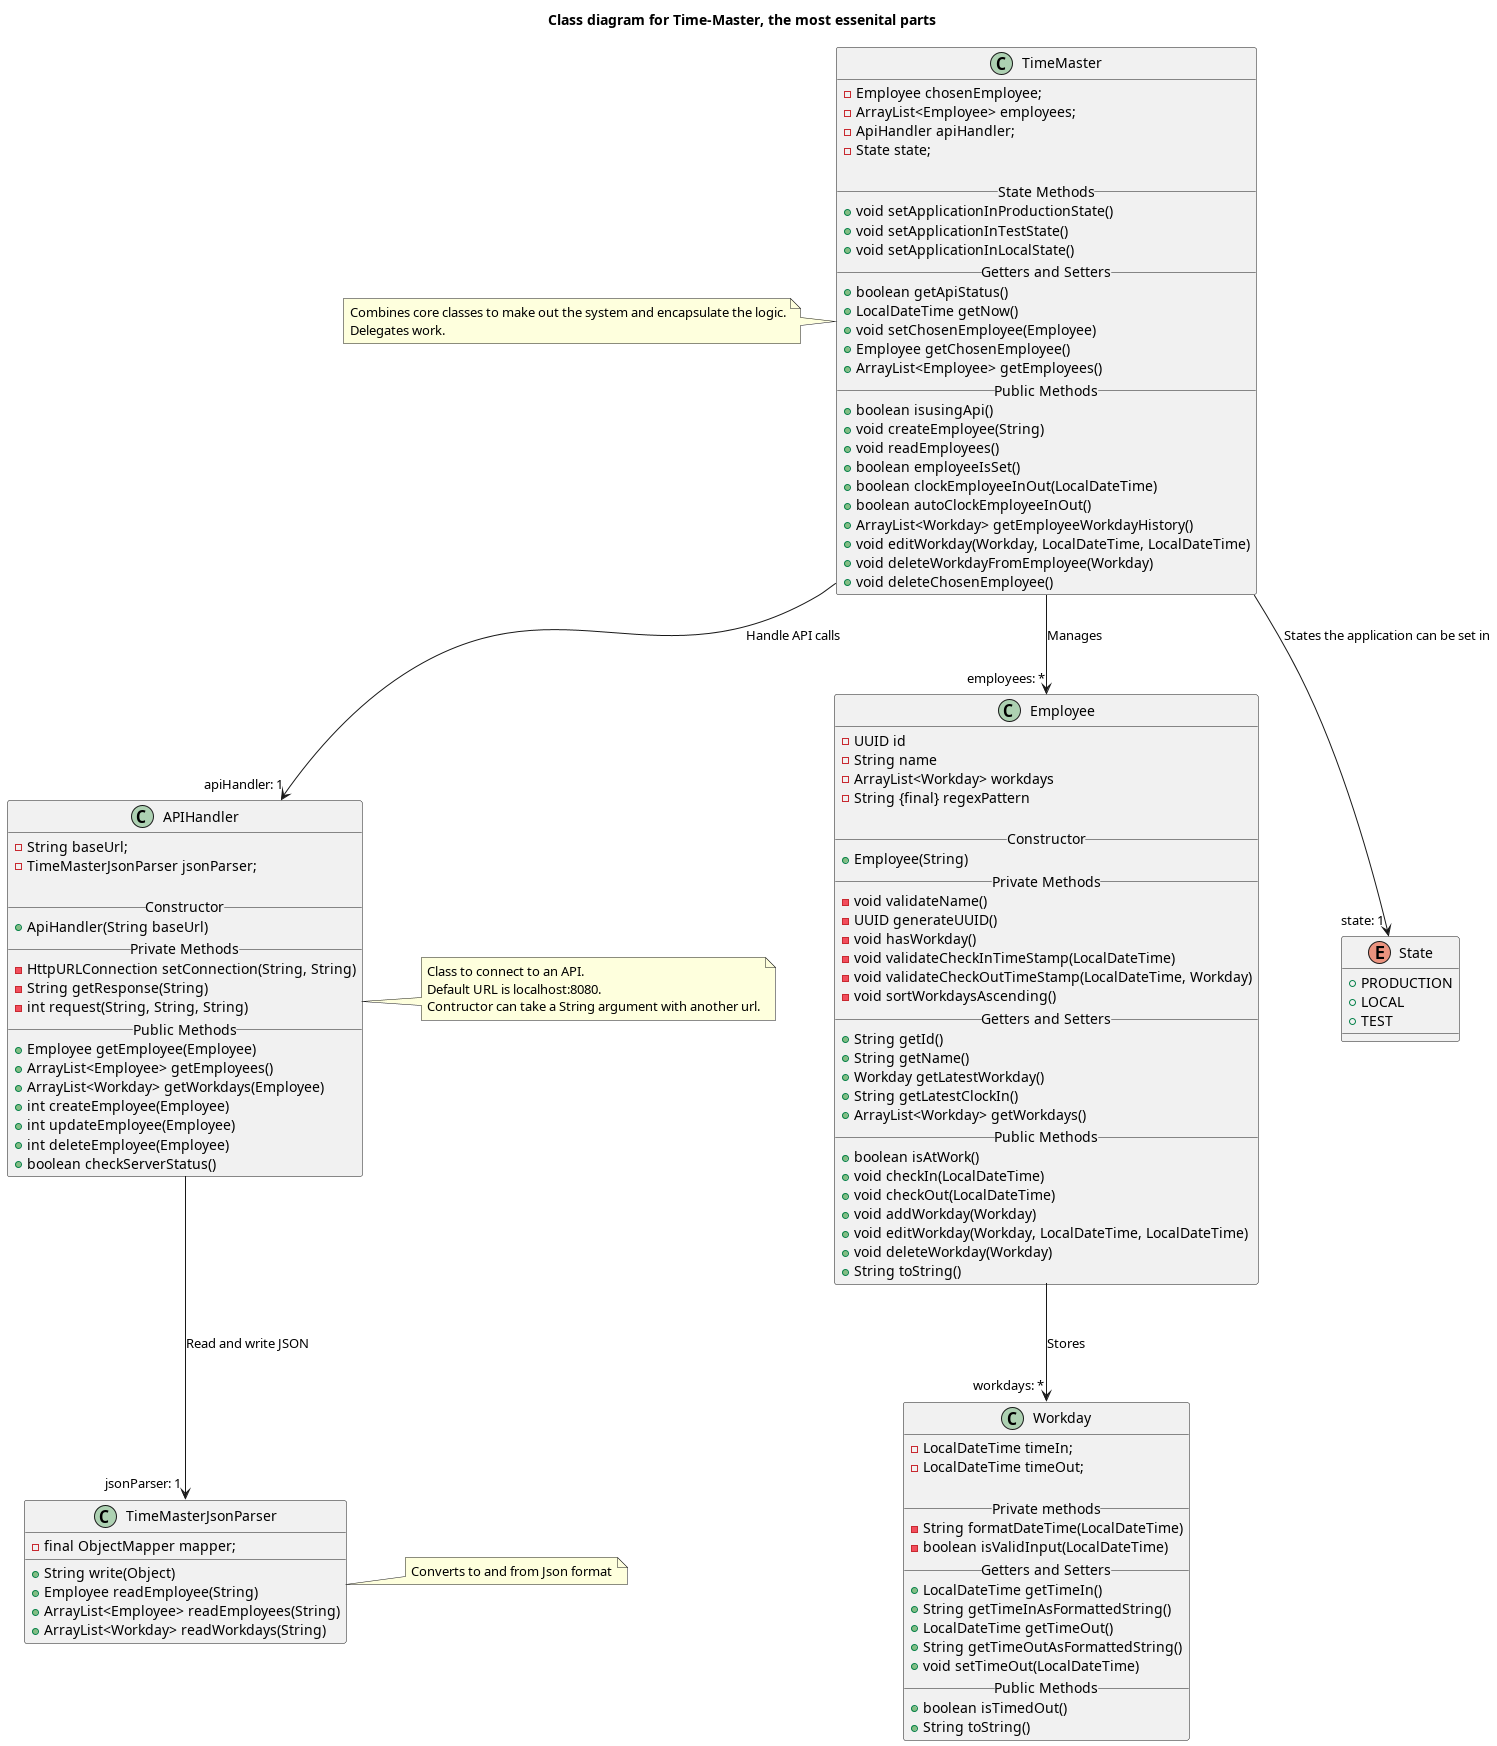 Class diagram for Time-Master, the most essenital parts
C TimeMaster
Employee chosenEmployee;
ArrayList<Employee> employees;
ApiHandler apiHandler;
State state;
State Methods
void setApplicationInProductionState()
void setApplicationInTestState()
void setApplicationInLocalState()
Getters and Setters
boolean getApiStatus()
LocalDateTime getNow()
void setChosenEmployee(Employee)
Employee getChosenEmployee()
ArrayList<Employee> getEmployees()
Public Methods
boolean isusingApi()
void createEmployee(String)
void readEmployees()
boolean employeeIsSet()
boolean clockEmployeeInOut(LocalDateTime)
boolean autoClockEmployeeInOut()
ArrayList<Workday> getEmployeeWorkdayHistory()
void editWorkday(Workday, LocalDateTime, LocalDateTime)
void deleteWorkdayFromEmployee(Workday)
void deleteChosenEmployee()
Combines core classes to make out the system and encapsulate the logic.
Delegates work.
Handle API calls
Manages
States the application can be set in
apiHandler: 1
employees: *
state: 1
C APIHandler
String baseUrl;
TimeMasterJsonParser jsonParser;
Constructor
ApiHandler(String baseUrl)
Private Methods
HttpURLConnection setConnection(String, String)
String getResponse(String)
int request(String, String, String)
Public Methods
Employee getEmployee(Employee)
ArrayList<Employee> getEmployees()
ArrayList<Workday> getWorkdays(Employee)
int createEmployee(Employee)
int updateEmployee(Employee)
int deleteEmployee(Employee)
boolean checkServerStatus()
Class to connect to an API.
Default URL is localhost:8080.
Contructor can take a String argument with another url.
C Employee
UUID id
String name
ArrayList<Workday> workdays
String {final} regexPattern
Constructor
Employee(String)
Private Methods
void validateName()
UUID generateUUID()
void hasWorkday()
void validateCheckInTimeStamp(LocalDateTime)
void validateCheckOutTimeStamp(LocalDateTime, Workday)
void sortWorkdaysAscending()
Getters and Setters
String getId()
String getName()
Workday getLatestWorkday()
String getLatestClockIn()
ArrayList<Workday> getWorkdays()
Public Methods
boolean isAtWork()
void checkIn(LocalDateTime)
void checkOut(LocalDateTime)
void addWorkday(Workday)
void editWorkday(Workday, LocalDateTime, LocalDateTime)
void deleteWorkday(Workday)
String toString()
E State
PRODUCTION
LOCAL
TEST
Read and write JSON
Stores
jsonParser: 1
workdays: *
C TimeMasterJsonParser
final ObjectMapper mapper;
String write(Object)
Employee readEmployee(String)
ArrayList<Employee> readEmployees(String)
ArrayList<Workday> readWorkdays(String)
Converts to and from Json format
C Workday
LocalDateTime timeIn;
LocalDateTime timeOut;
Private methods
String formatDateTime(LocalDateTime)
boolean isValidInput(LocalDateTime)
Getters and Setters
LocalDateTime getTimeIn()
String getTimeInAsFormattedString()
LocalDateTime getTimeOut()
String getTimeOutAsFormattedString()
void setTimeOut(LocalDateTime)
Public Methods
boolean isTimedOut()
String toString()